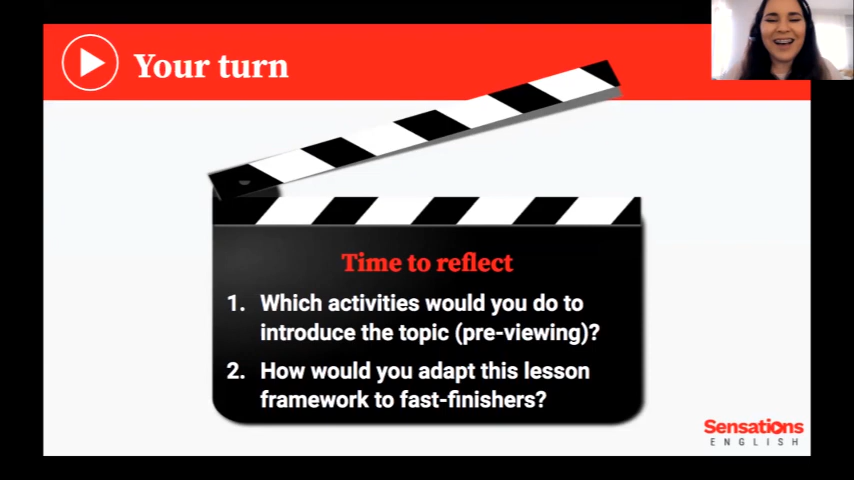 Your turn
Time to reflect
1. Which activities would you do to
introduce the topic (pre-viewing)?
2. How would you adapt this lesson
framework to fast-finishers?
Sensations
ENGLISH